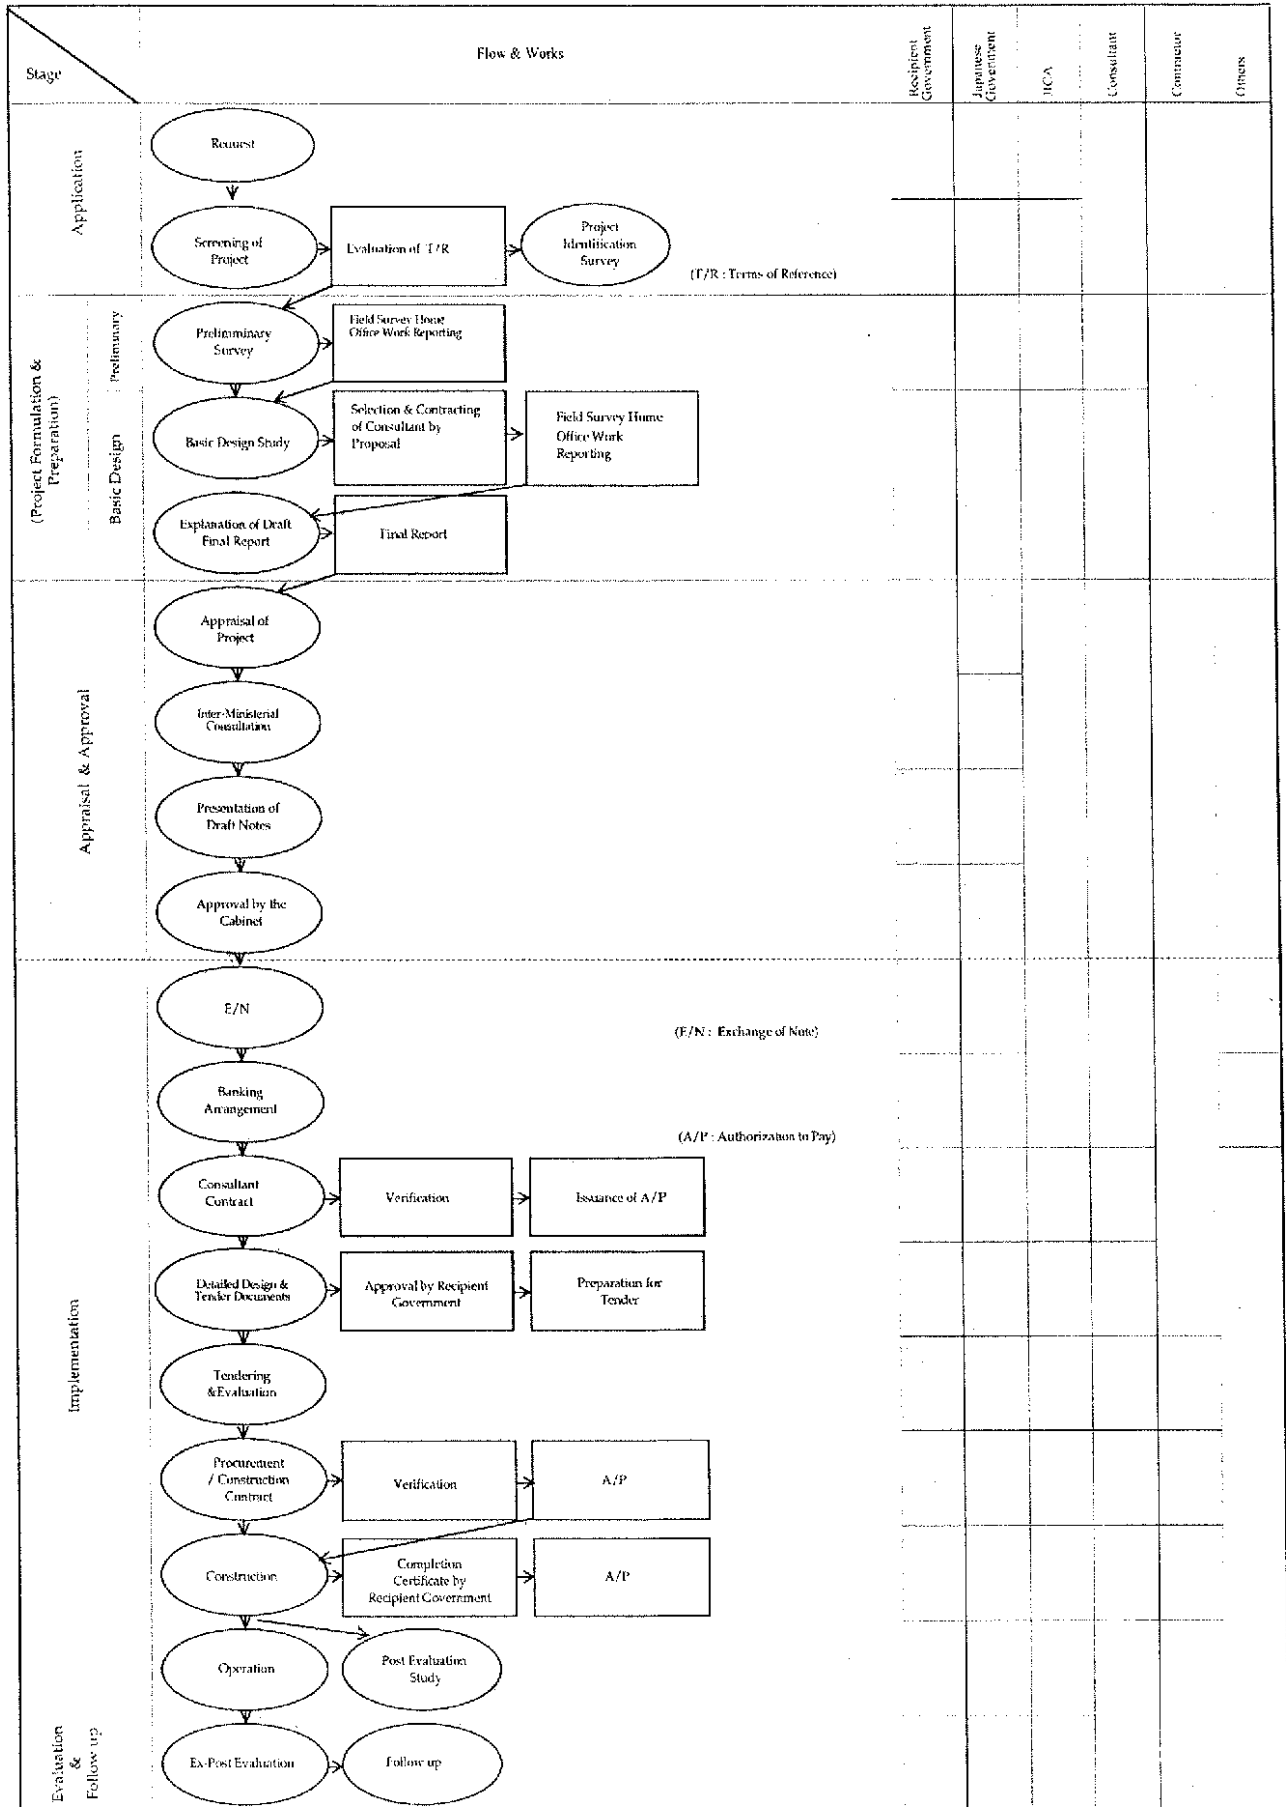 Stage
Flow & Works
Recipient
Government
Japanese
Government
JICA
Consultant
Contractor
Others
Application
Request
Screening of
Project
Evaluation of T/R
Project
Identification
Survey
(T/R : Terms of Reference)
(Project Formulation &
Preparation)
Preliminary
Preliminary
Survey
Field Survey Home
Office Work Reporting
Basic Design
Basic Design Study
Selection & Contracting
of Consultant by
Proposal
Field Survey Home
Office Work
Reporting
Explanation of Draft
Final Report
Final Report
Appraisal & Approval
Appraisal of
Project
Inter-Ministerial
Consultation
Presentation of
Draft Notes
Approval by the
Cabinet
Implementation
E/N
(E/N : Exchange of Note)
Banking
Arrangement
(A/P : Authorization to Pay)
Consultant
Contract
Verification
Issuance of A/P
Detailed Design &
Tender Documents
Approval by Recipient
Government
Preparation for
Tender
Tendering
&Evaluation
Procurement
/ Construction
Contract
Verification
A/P
Construction
Completion
Certificate by
Recipient Government
A/P
Operation
Post Evaluation
Study
Evaluation
&
Follow up
Ex-Post Evaluation
Follow up